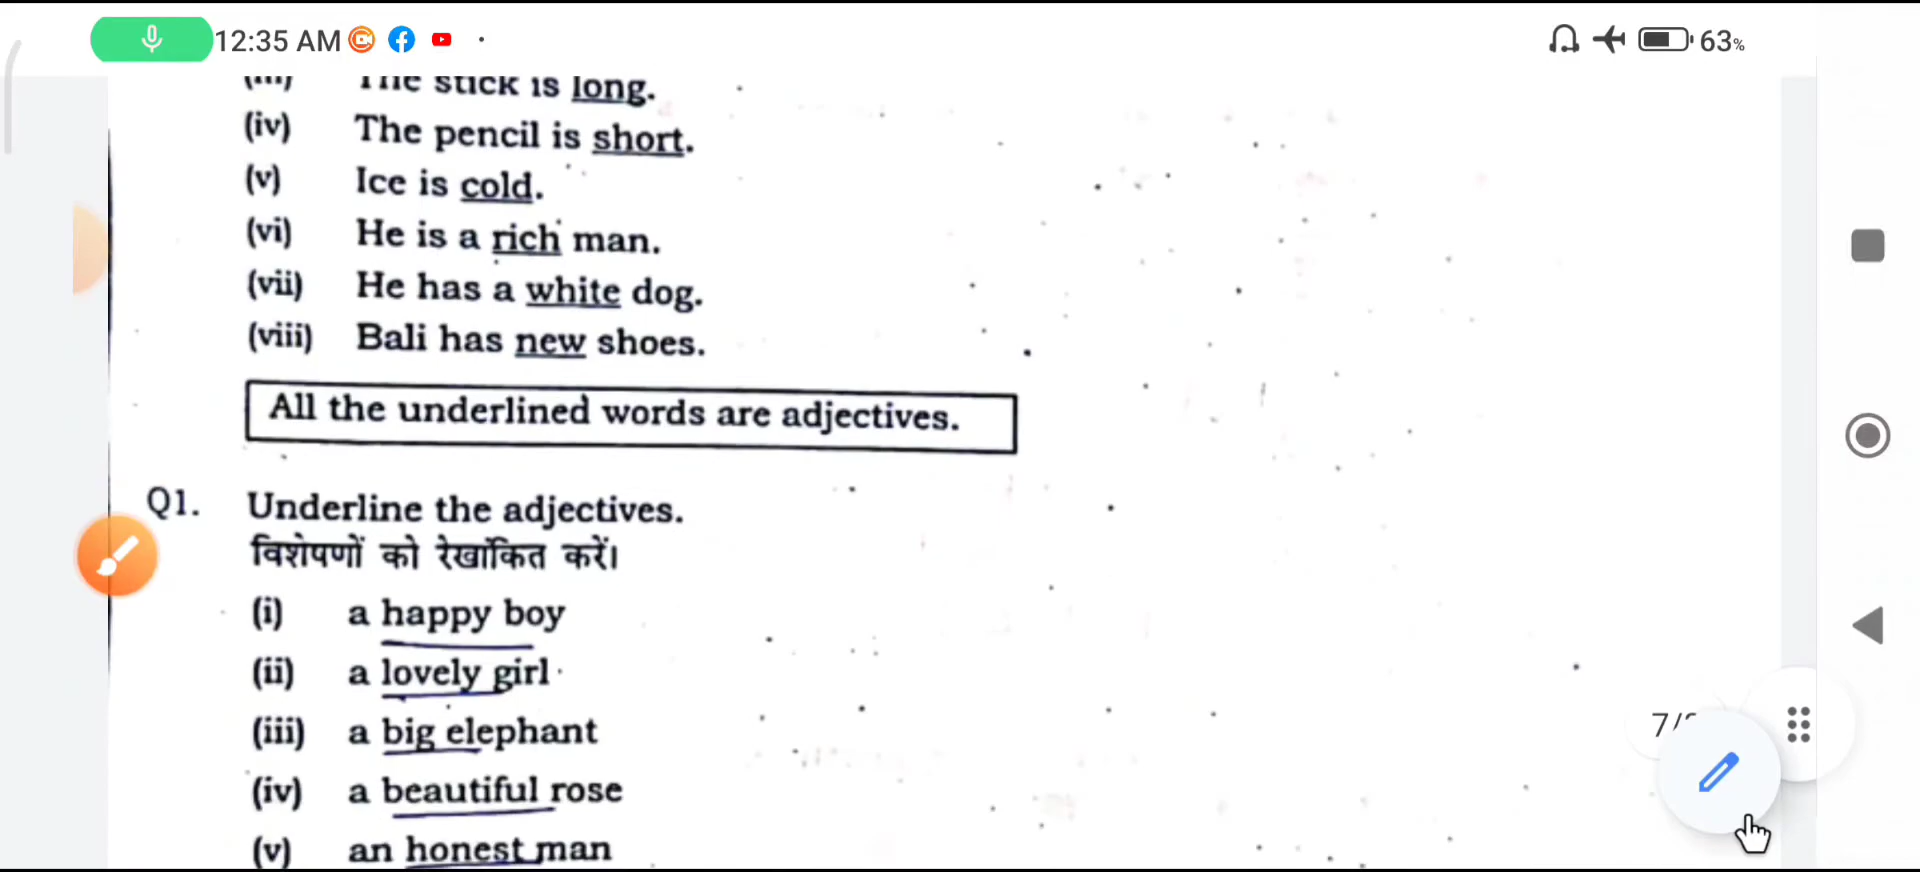 12:35 AM
63%
(iii) The stick is long.
(iv) The pencil is short.
(v) Ice is cold.
(vi) He is a rich man.
(vii) He has a white dog.
(viii) Bali has new shoes.
All the underlined words are adjectives.
Q1. Underline the adjectives.
विशेषणों को रेखांकित करें।
(i) a happy boy
(ii) a lovely girl
(iii) a big elephant
(iv) a beautiful rose
(v) an honest man